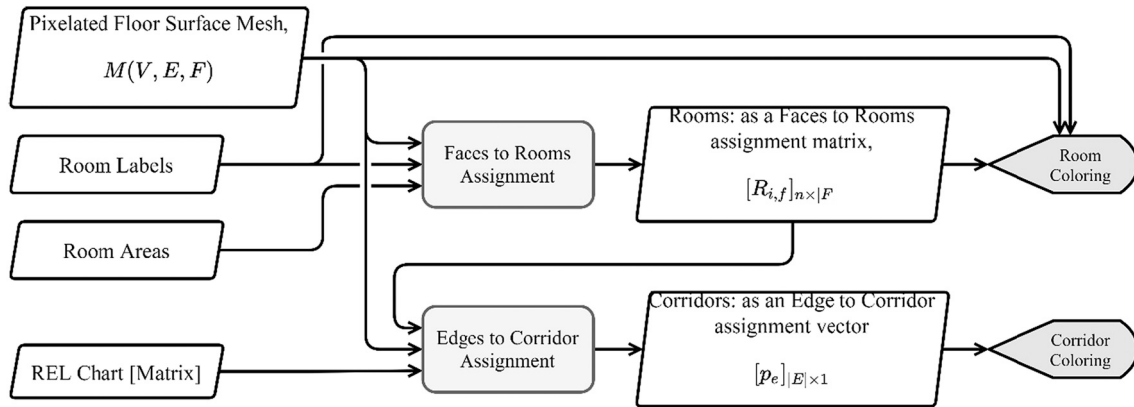 Pixelated Floor Surface Mesh,
M(V, E, F)
Room Labels
Room Areas
REL Chart [Matrix]
Faces to Rooms
Assignment
Edges to Corridor
Assignment
Rooms: as a Faces to Rooms
assignment matrix,
[R_{i,f}]_{n×|F}
Corridors: as an Edge to Corridor
assignment vector
[p_e]_{|E|×1}
Room
Coloring
Corridor
Coloring